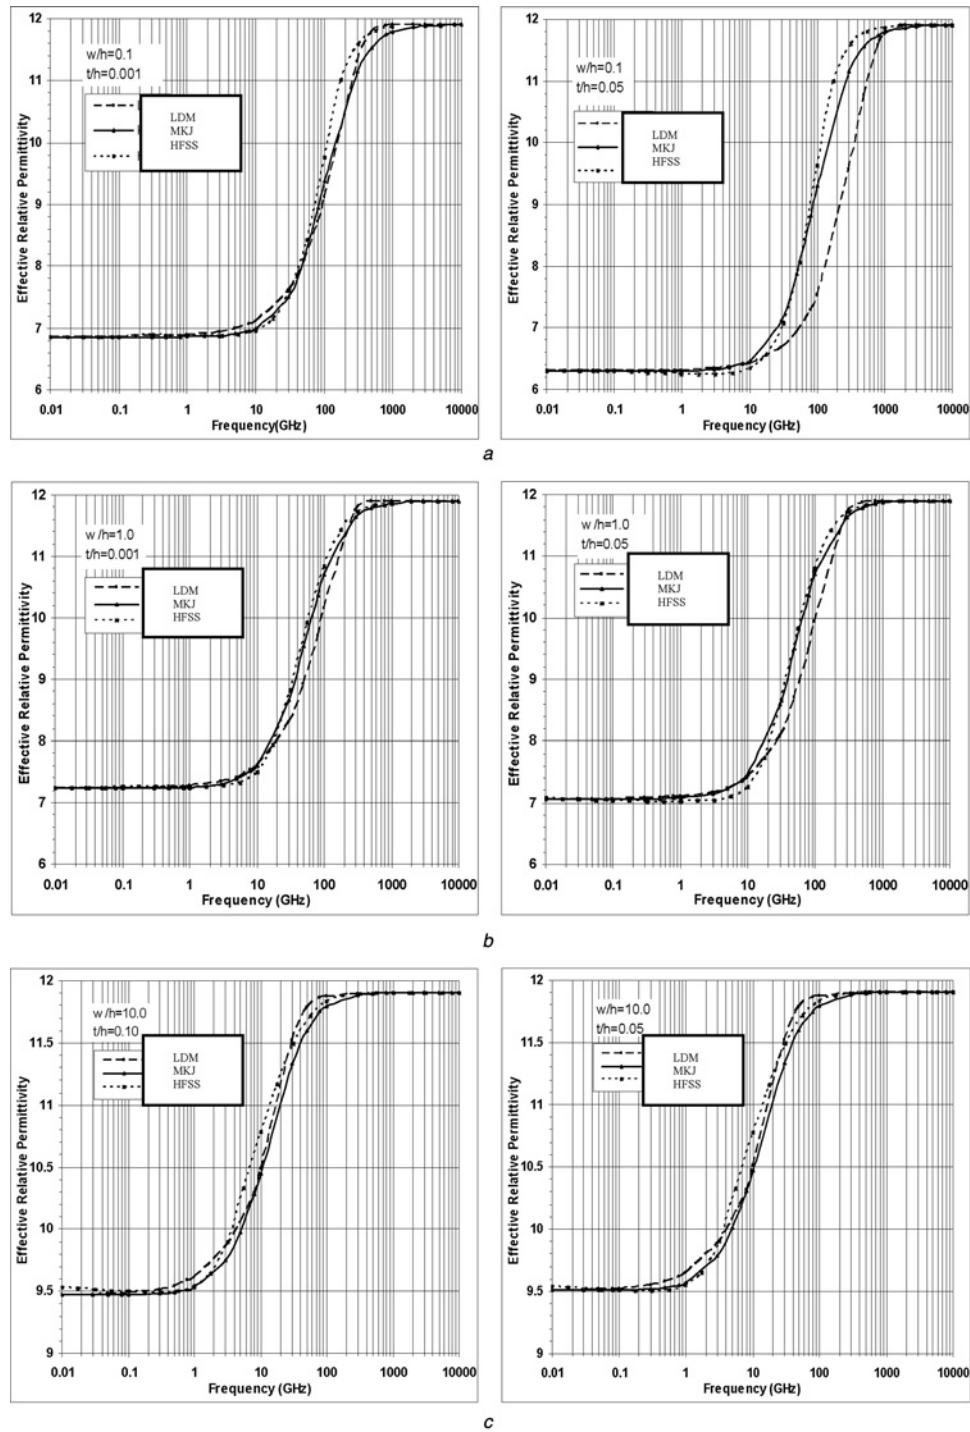 w/h=0.1
t/h=0.001
LDM
MKJ
HFSS
Effective Relative Permittivity
12
11
10
9
8
7
6
0.01 0.1 1 10 100 1000 10000
Frequency(GHz)
w/h=0.1
t/h=0.05
LDM
MKJ
HFSS
Effective Relative Permittivity
12
11
10
9
8
7
6
0.01 0.1 1 10 100 1000 10000
Frequency (GHz)
a
w/h=1.0
t/h=0.001
LDM
MKJ
HFSS
Effective Relative Permittivity
12
11
10
9
8
7
6
0.01 0.1 1 10 100 1000 10000
Frequency (GHz)
w/h=1.0
t/h=0.05
LDM
MKJ
HFSS
Effective Relative Permittivity
12
11
10
9
8
7
6
0.01 0.1 1 10 100 1000 10000
Frequency (GHz)
b
w/h=10.0
t/h=0.10
LDM
MKJ
HFSS
Effective Relative Permittivity
12
11.5
11
10.5
10
9.5
9
0.01 0.1 1 10 100 1000 10000
Frequency (GHz)
w/h=10.0
t/h=0.05
LDM
MKJ
HFSS
Effective Relative Permittivity
12
11.5
11
10.5
10
9.5
9
0.01 0.1 1 10 100 1000 10000
Frequency (GHz)
c